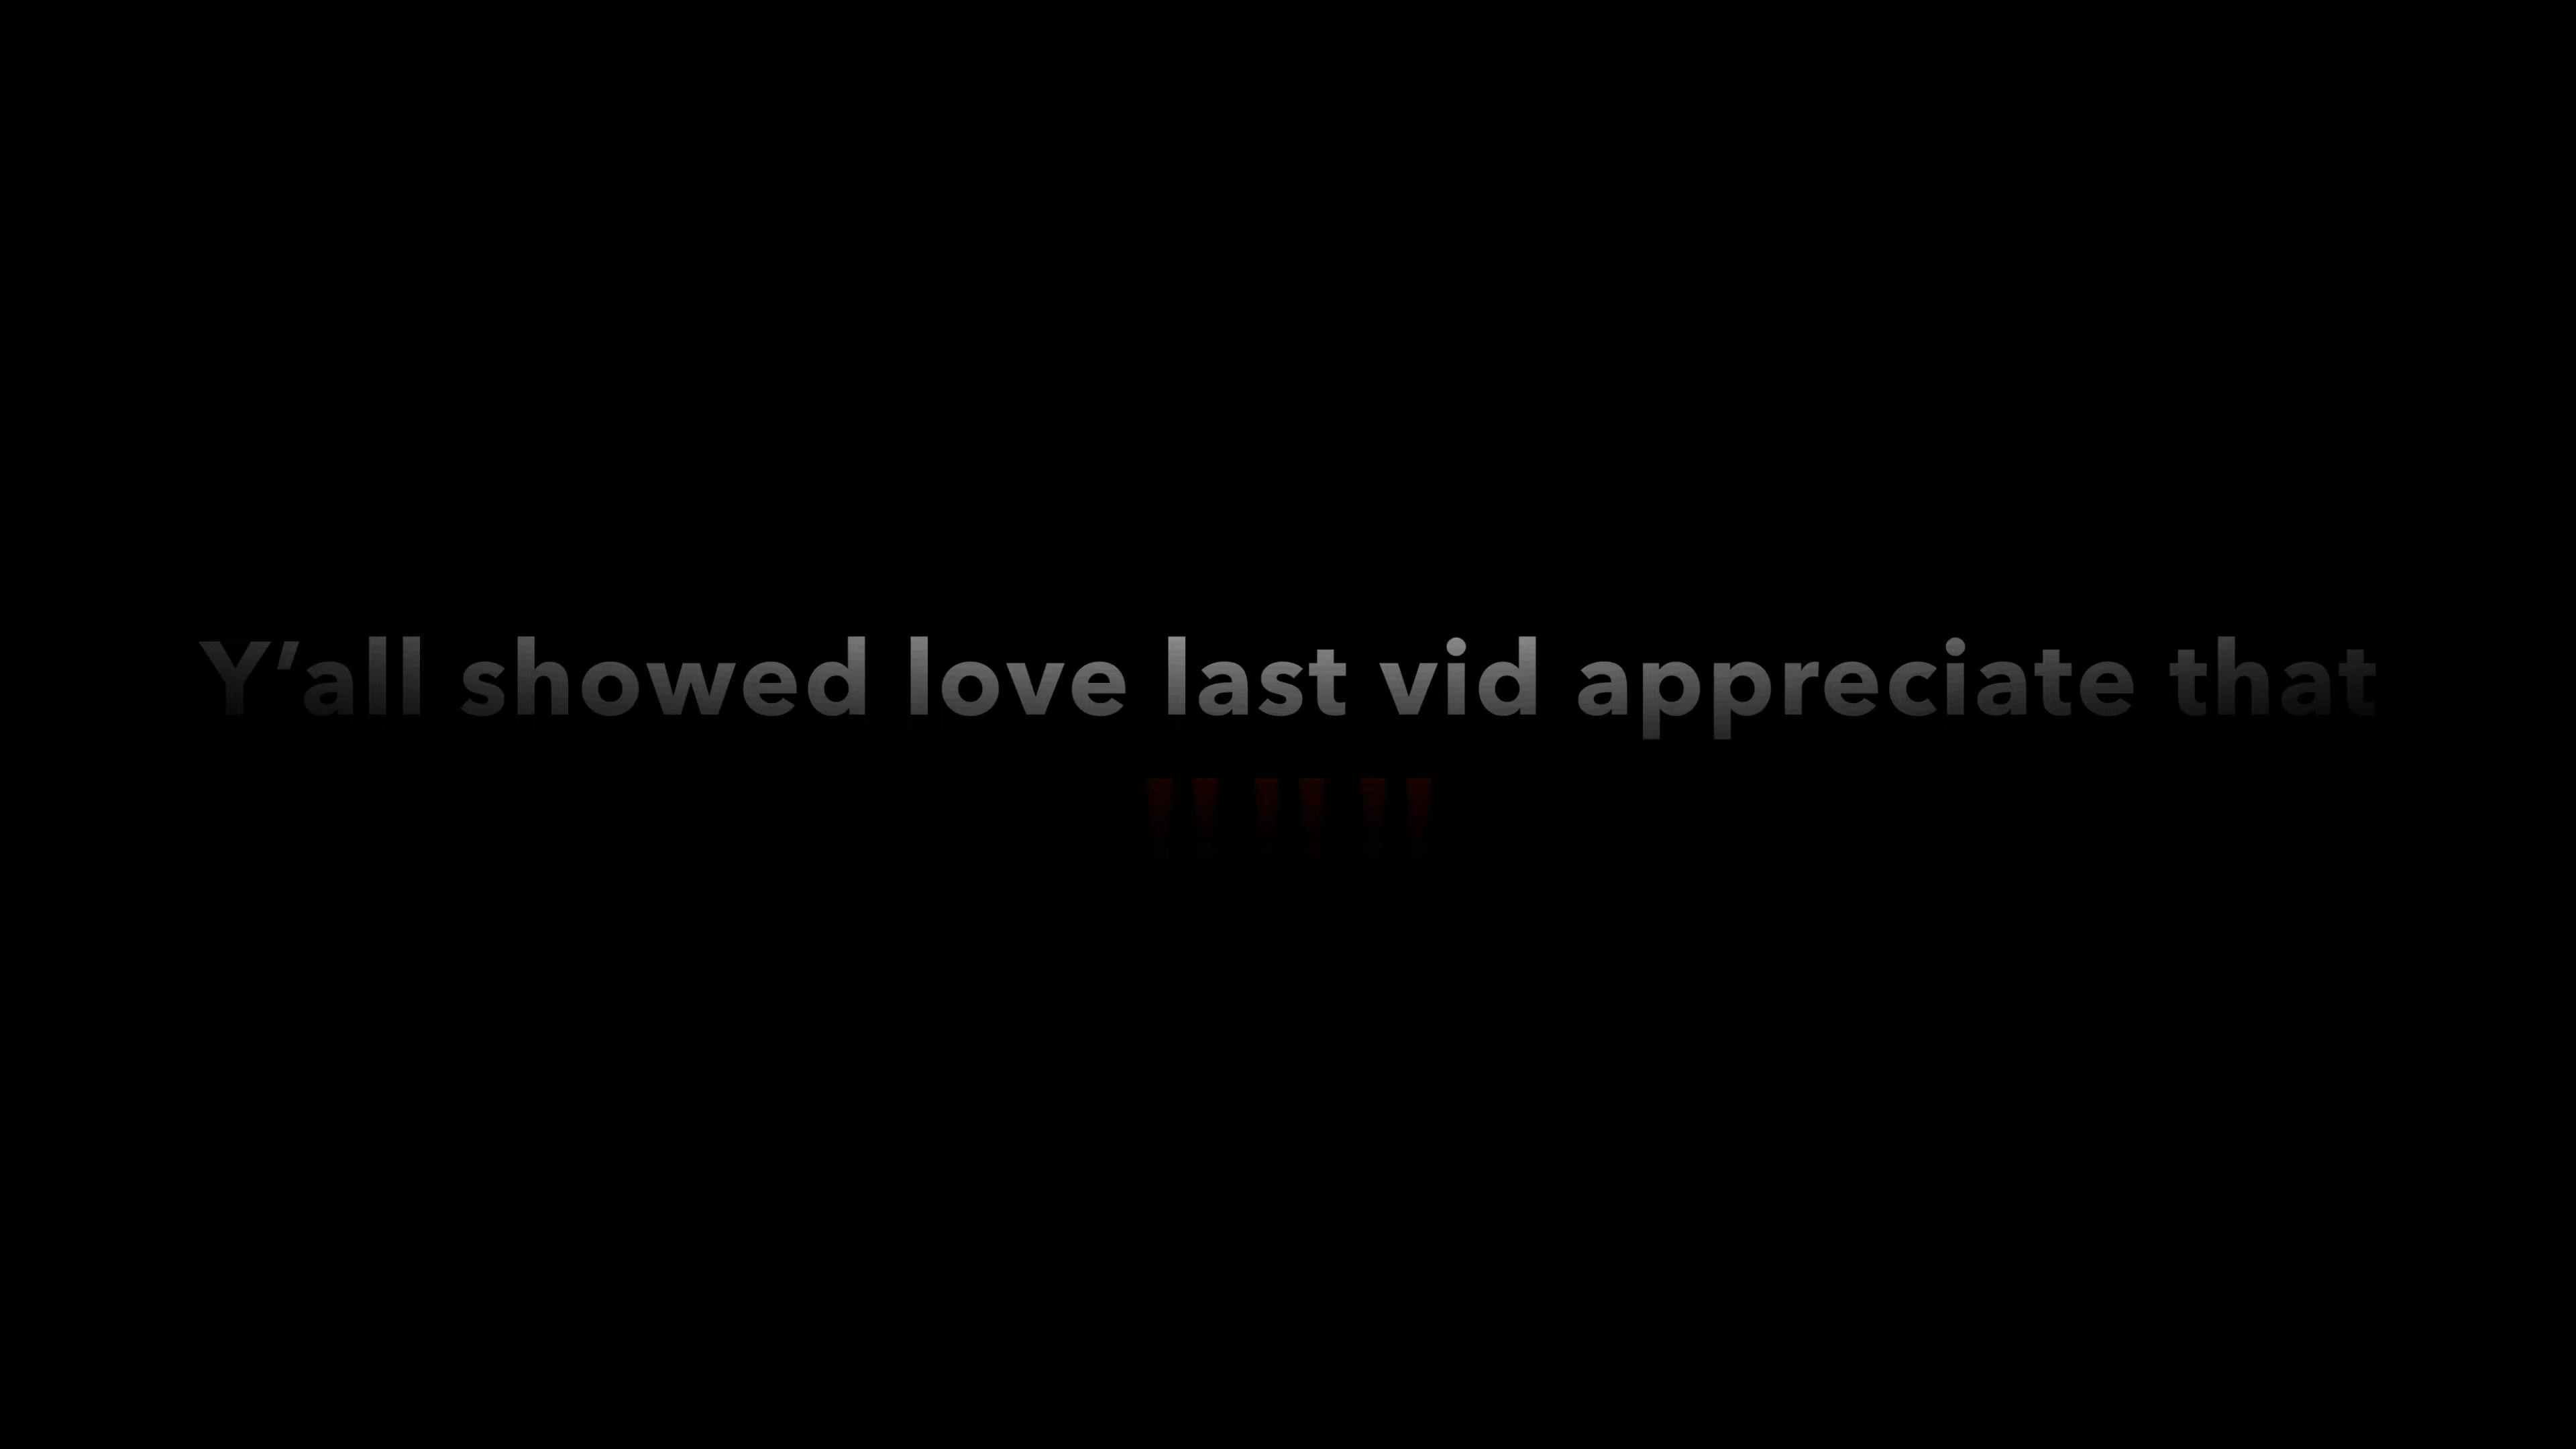 Y’all showed love last vid appreciate that
‼️‼️‼️